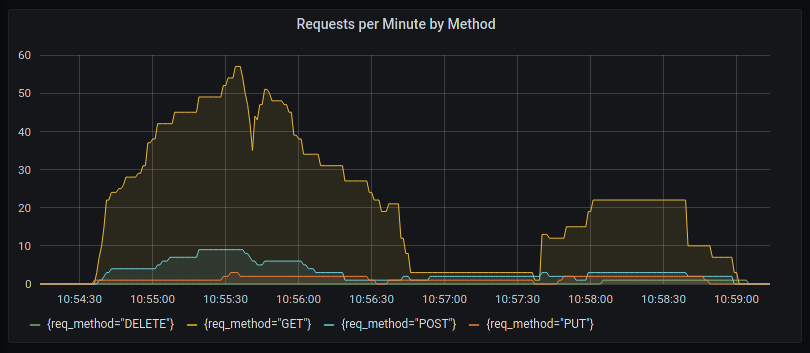 Requests per Minute by Method
60
50
40
30
20
10
0
10:54:30 10:55:00 10:55:30 10:56:00 10:56:30 10:57:00 10:57:30 10:58:00 10:58:30 10:59:00
{req_method="DELETE"} {req_method="GET"} {req_method="POST"} {req_method="PUT"}